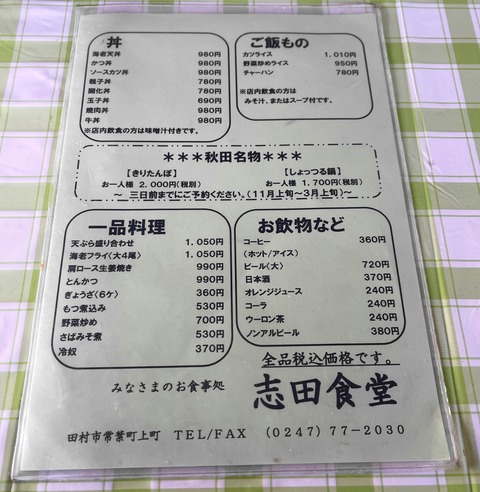 丼
海老天丼 980円
かつ丼 980円
ソースカツ丼 980円
親子丼 780円
開化丼 780円
玉子丼 690円
焼肉丼 980円
牛丼 980円
※店内飲食の方は味噌汁付きです。
ご飯もの
カツライス 1,010円
野菜炒めライス 950円
チャーハン 780円
※店内飲食の方は
みそ汁、またはスープ付です。
＊＊＊秋田名物＊＊＊
【きりたんぽ】 【しょっつる鍋】
お一人様 2,000円(税別) お一人様 1,700円(税別)
～ 三日前までにご予約ください。(11月上旬～3月上旬) ～
一品料理
天ぷら盛り合わせ 1,050円
海老フライ(大4尾) 1,050円
肩ロース生姜焼き 990円
とんかつ 990円
ぎょうざ(6ケ) 360円
もつ煮込み 530円
野菜炒め 700円
さばみそ煮 530円
冷奴 370円
お飲物など
コーヒー 360円
(ホット/アイス)
ビール(大) 720円
日本酒 370円
オレンジジュース 240円
コーラ 240円
ウーロン茶 240円
ノンアルビール 380円
全品税込価格です。
みなさまのお食事処 志田食堂
田村市常葉町上町 TEL/FAX (0247)77-2030